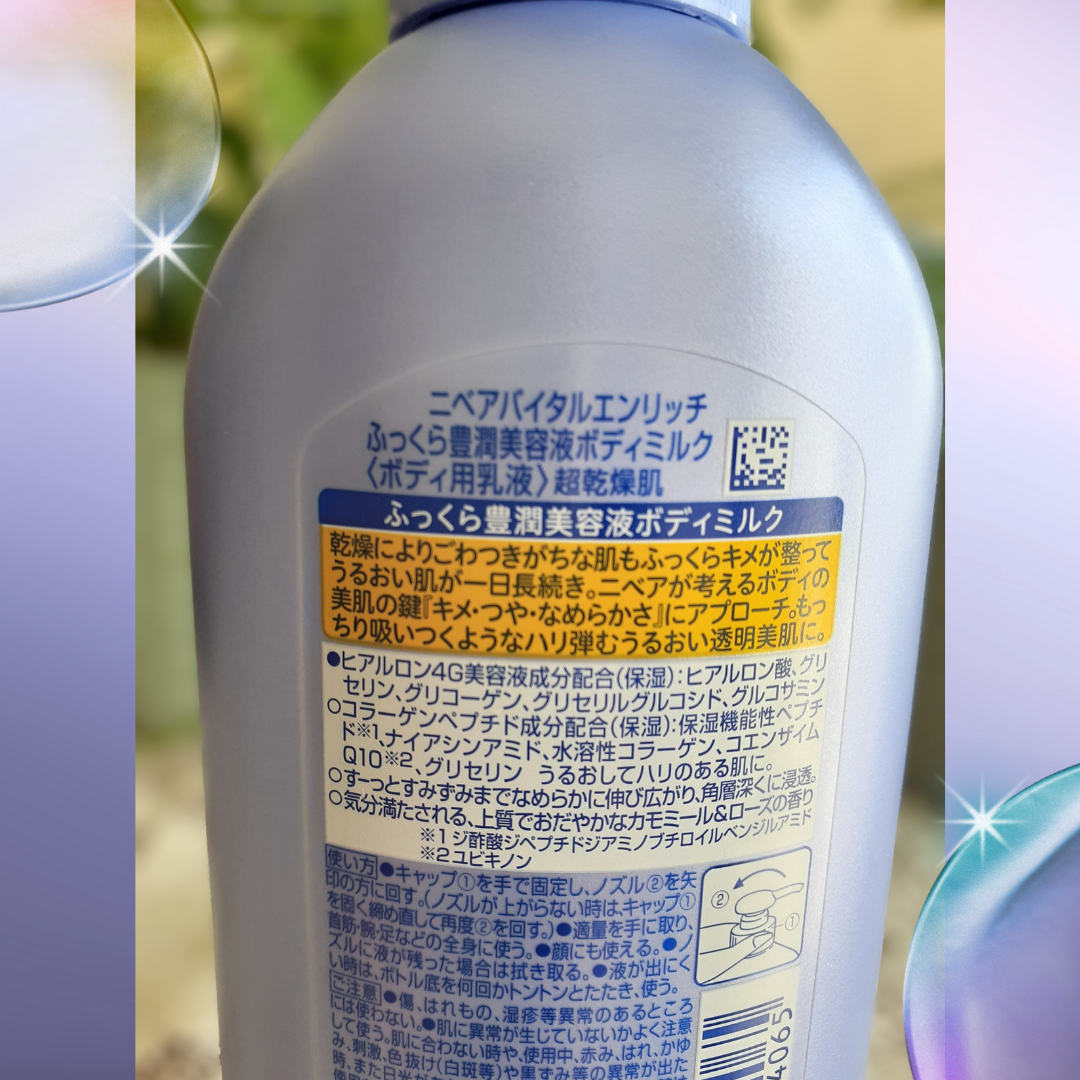 ニベアバイタルエンリッチ
ふっくら豊潤美容液ボディミルク
〈ボディ用乳液〉超乾燥肌
ふっくら豊潤美容液ボディミルク
乾燥によりごわつきがちな肌もふっくらキメが整って
うるおい肌が一日長続き。ニベアが考えるボディの
美肌の鍵『キメ・つや・なめらかさ』にアプローチ。もっ
ちり吸いつくようなハリ弾むうるおい透明美肌に。
●ヒアルロン4G美容液成分配合(保湿):ヒアルロン酸、グリ
セリン、グリコーゲン、グリセリルグルコシド、グルコサミン
○コラーゲンペプチド成分配合(保湿):保湿機能性ペプチ
ド※1、ナイアシンアミド、水溶性コラーゲン、コエンザイム
Q10※2、グリセリン うるおしてハリのある肌に。
○すーっとすみずみまでなめらかに伸び広がり、角層深くに浸透。
○気分満たされる、上質でおだやかなカモミール&ローズの香り
※1 ジ酢酸ジペプチドジアミノブチロイルベンジルアミド
※2 ユビキノン
使い方 ●キャップ①を手で固定し、ノズル②を矢
印の方に回す。(ノズルが上がらない時は、キャップ①
を固く締め直して再度②を回す。)●適量を手に取り、
首筋・腕・足などの全身に使う。●顔にも使える。●ノ
ズルに液が残った場合は拭き取る。●液が出にく
い時は、ボトル底を何回かトントンとたたき、使う。
②
①
ご注意 ●傷、はれもの、湿疹等異常のあるところ
には使わない。●肌に異常が生じていないかよく注意
して使う。肌に合わない時や、使用中、赤み、はれ、かゆ
み、刺激、色抜け(白斑等)や黒ずみ等の異常が出た
時、また日光が
4065